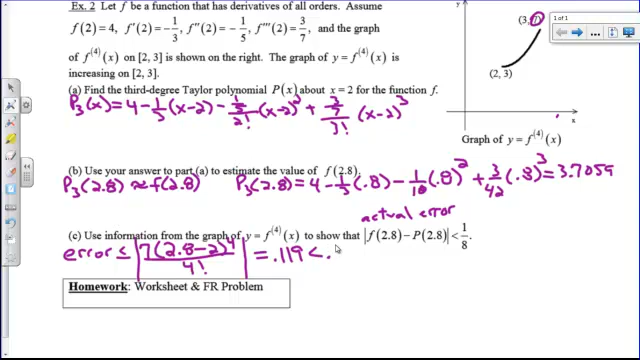 Ex. 2 Let f be a function that has derivatives of all orders. Assume
f(2) = 4, f′(2) = −1/3, f″(2) = −1/5, f‴(2) = 3/7, and the graph
of f⁽⁴⁾(x) on [2, 3] is shown on the right. The graph of y = f⁽⁴⁾(x) is
increasing on [2, 3].
(a) Find the third-degree Taylor polynomial P(x) about x = 2 for the function f.
P₃(x) = 4 − 1/3(x−2) − (1/5)/2!(x−2)² + (3/7)/3!(x−2)³
y
(3, 7)
1 of 1
(2, 3)
x
Graph of y = f⁽⁴⁾(x)
(b) Use your answer to part (a) to estimate the value of f(2.8).
P₃(2.8) ≈ f(2.8) P₃(2.8) = 4 − 1/3(.8) − 1/10(.8)² + 3/42(.8)³ = 3.7059
actual error
(c) Use information from the graph of y = f⁽⁴⁾(x) to show that |f(2.8) − P(2.8)| < 1/8.
error ≤ |7(2.8−2)⁴/4!| = .119 < .
Homework: Worksheet & FR Problem